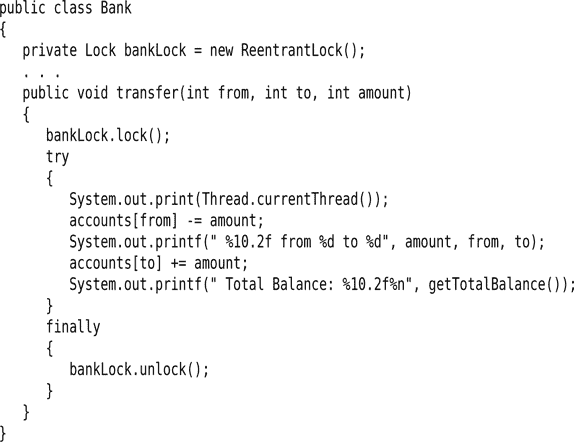 public class Bank
{
   private Lock bankLock = new ReentrantLock();
   . . .
   public void transfer(int from, int to, int amount)
   {
      bankLock.lock();
      try
      {
         System.out.print(Thread.currentThread());
         accounts[from] -= amount;
         System.out.printf(" %10.2f from %d to %d", amount, from, to);
         accounts[to] += amount;
         System.out.printf(" Total Balance: %10.2f%n", getTotalBalance());
      }
      finally
      {
         bankLock.unlock();
      }
   }
}